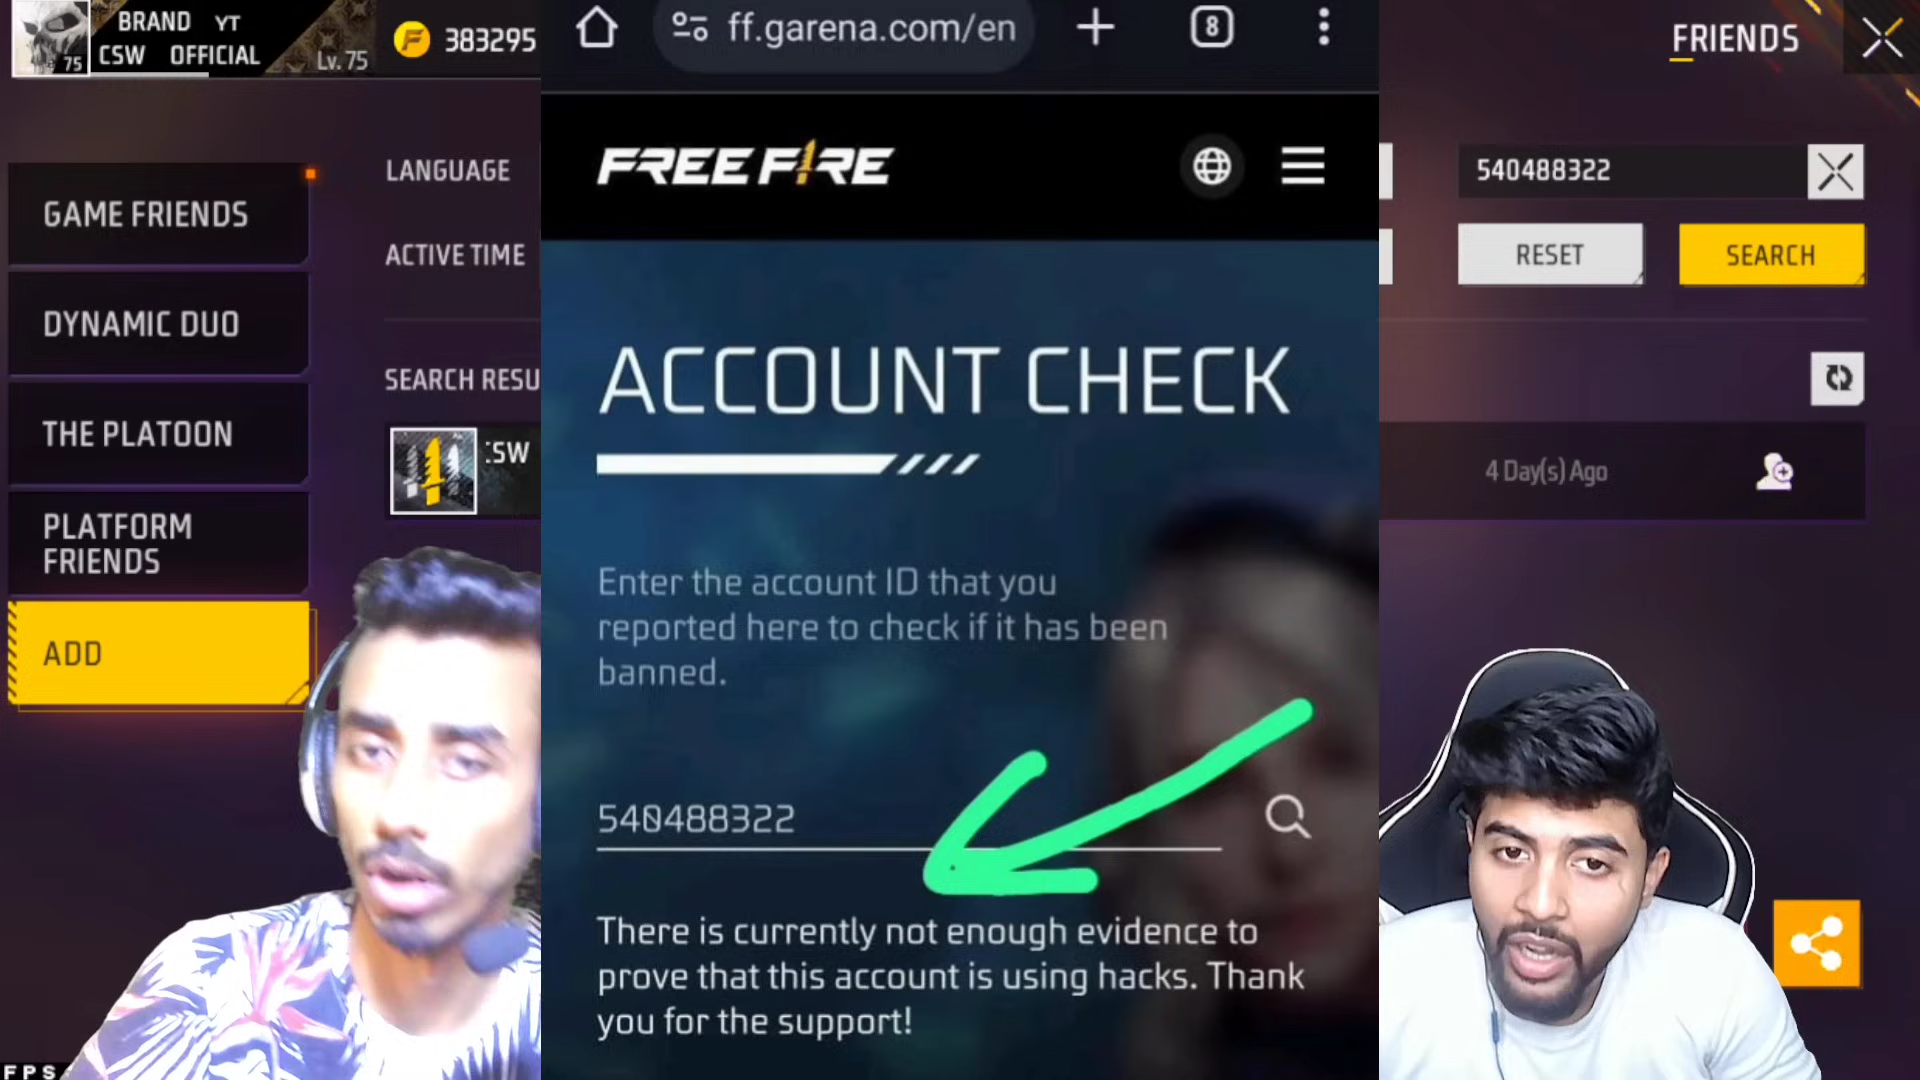 BRAND YT
CSW OFFICIAL
75
Lv. 75
383295
GAME FRIENDS
DYNAMIC DUO
THE PLATOON
PLATFORM
FRIENDS
ADD
LANGUAGE
ACTIVE TIME
SEARCH RESU
SW
FPS
ff.garena.com/en
8
FREE FIRE
ACCOUNT CHECK
Enter the account ID that you
reported here to check if it has been
banned.
540488322
There is currently not enough evidence to
prove that this account is using hacks. Thank
you for the support!
FRIENDS
540488322
RESET
SEARCH
4 Day(s) Ago